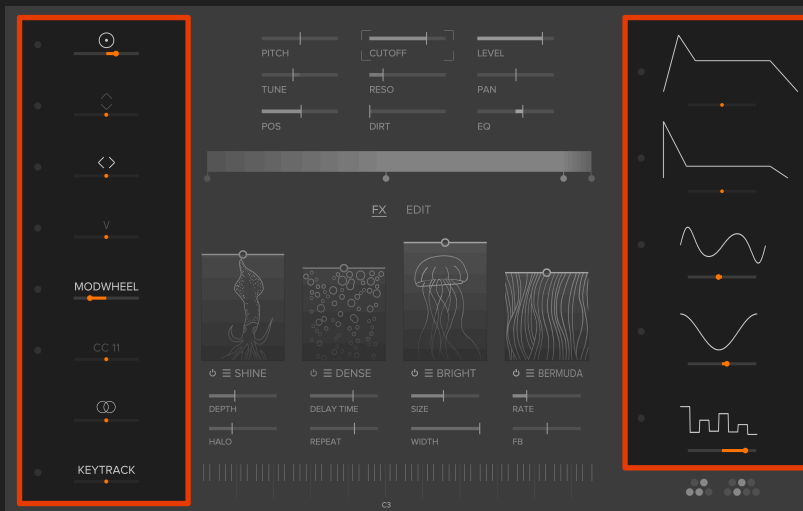 PITCH CUTOFF LEVEL
TUNE RESO PAN
POS DIRT EQ
FX EDIT
V
MODWHEEL
CC 11
KEYTRACK
SHINE DENSE BRIGHT BERMUDA
DEPTH DELAY TIME SIZE RATE
HALO REPEAT WIDTH FB
C3